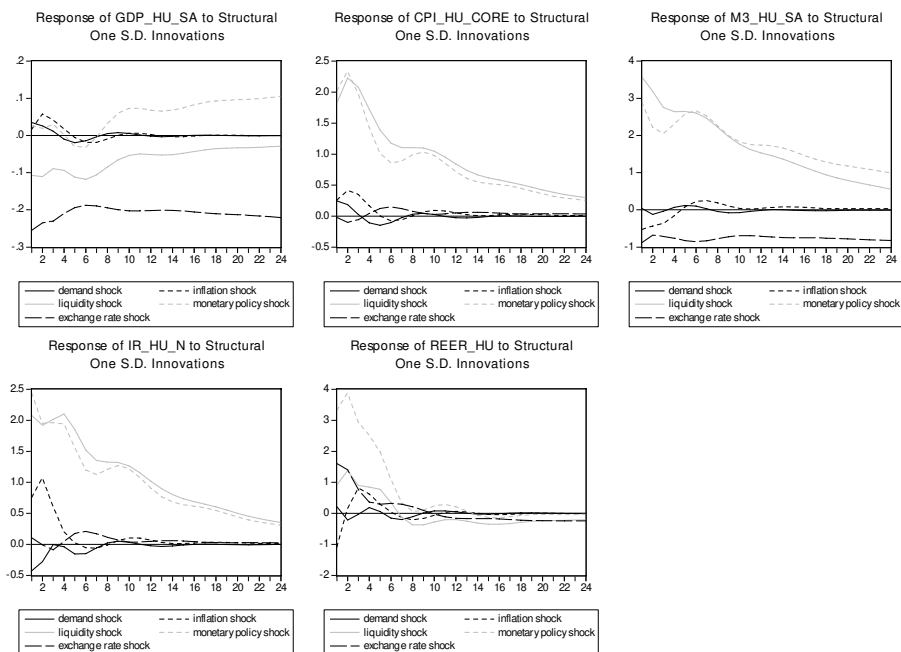 Response of GDP_HU_SA to Structural
One S.D. Innovations
.2
.1
.0
-.1
-.2
-.3
2 4 6 8 10 12 14 16 18 20 22 24
demand shock inflation shock
liquidity shock monetary policy shock
exchange rate shock
Response of CPI_HU_CORE to Structural
One S.D. Innovations
2.5
2.0
1.5
1.0
0.5
0.0
-0.5
2 4 6 8 10 12 14 16 18 20 22 24
demand shock inflation shock
liquidity shock monetary policy shock
exchange rate shock
Response of M3_HU_SA to Structural
One S.D. Innovations
4
3
2
1
0
-1
2 4 6 8 10 12 14 16 18 20 22 24
demand shock inflation shock
liquidity shock monetary policy shock
exchange rate shock
Response of IR_HU_N to Structural
One S.D. Innovations
2.5
2.0
1.5
1.0
0.5
0.0
-0.5
2 4 6 8 10 12 14 16 18 20 22 24
demand shock inflation shock
liquidity shock monetary policy shock
exchange rate shock
Response of REER_HU to Structural
One S.D. Innovations
4
3
2
1
0
-1
-2
2 4 6 8 10 12 14 16 18 20 22 24
demand shock inflation shock
liquidity shock monetary policy shock
exchange rate shock